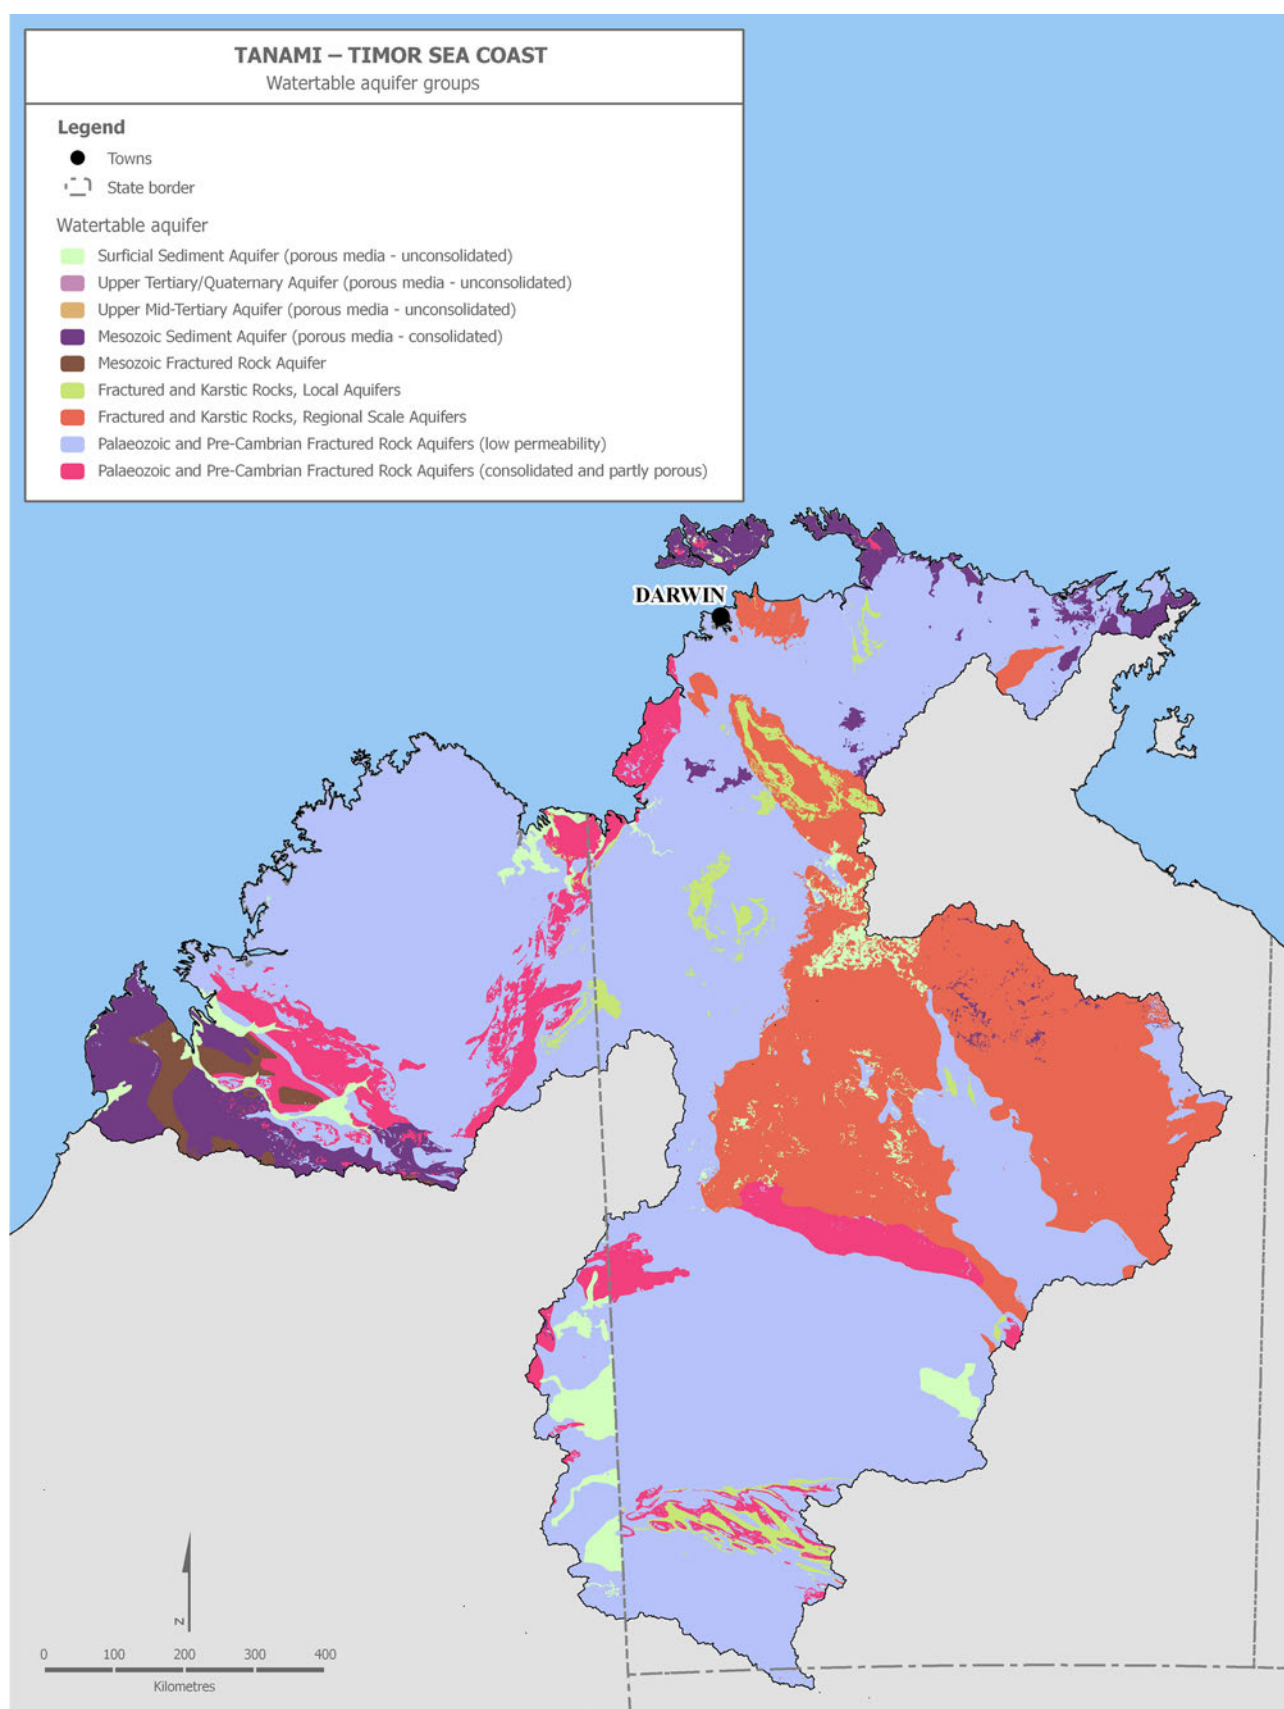 TANAMI – TIMOR SEA COAST
Watertable aquifer groups
Legend
Towns
State border
Watertable aquifer
Surficial Sediment Aquifer (porous media - unconsolidated)
Upper Tertiary/Quaternary Aquifer (porous media - unconsolidated)
Upper Mid-Tertiary Aquifer (porous media - unconsolidated)
Mesozoic Sediment Aquifer (porous media - consolidated)
Mesozoic Fractured Rock Aquifer
Fractured and Karstic Rocks, Local Aquifers
Fractured and Karstic Rocks, Regional Scale Aquifers
Palaeozoic and Pre-Cambrian Fractured Rock Aquifers (low permeability)
Palaeozoic and Pre-Cambrian Fractured Rock Aquifers (consolidated and partly porous)
DARWIN
N
0 100 200 300 400
Kilometres